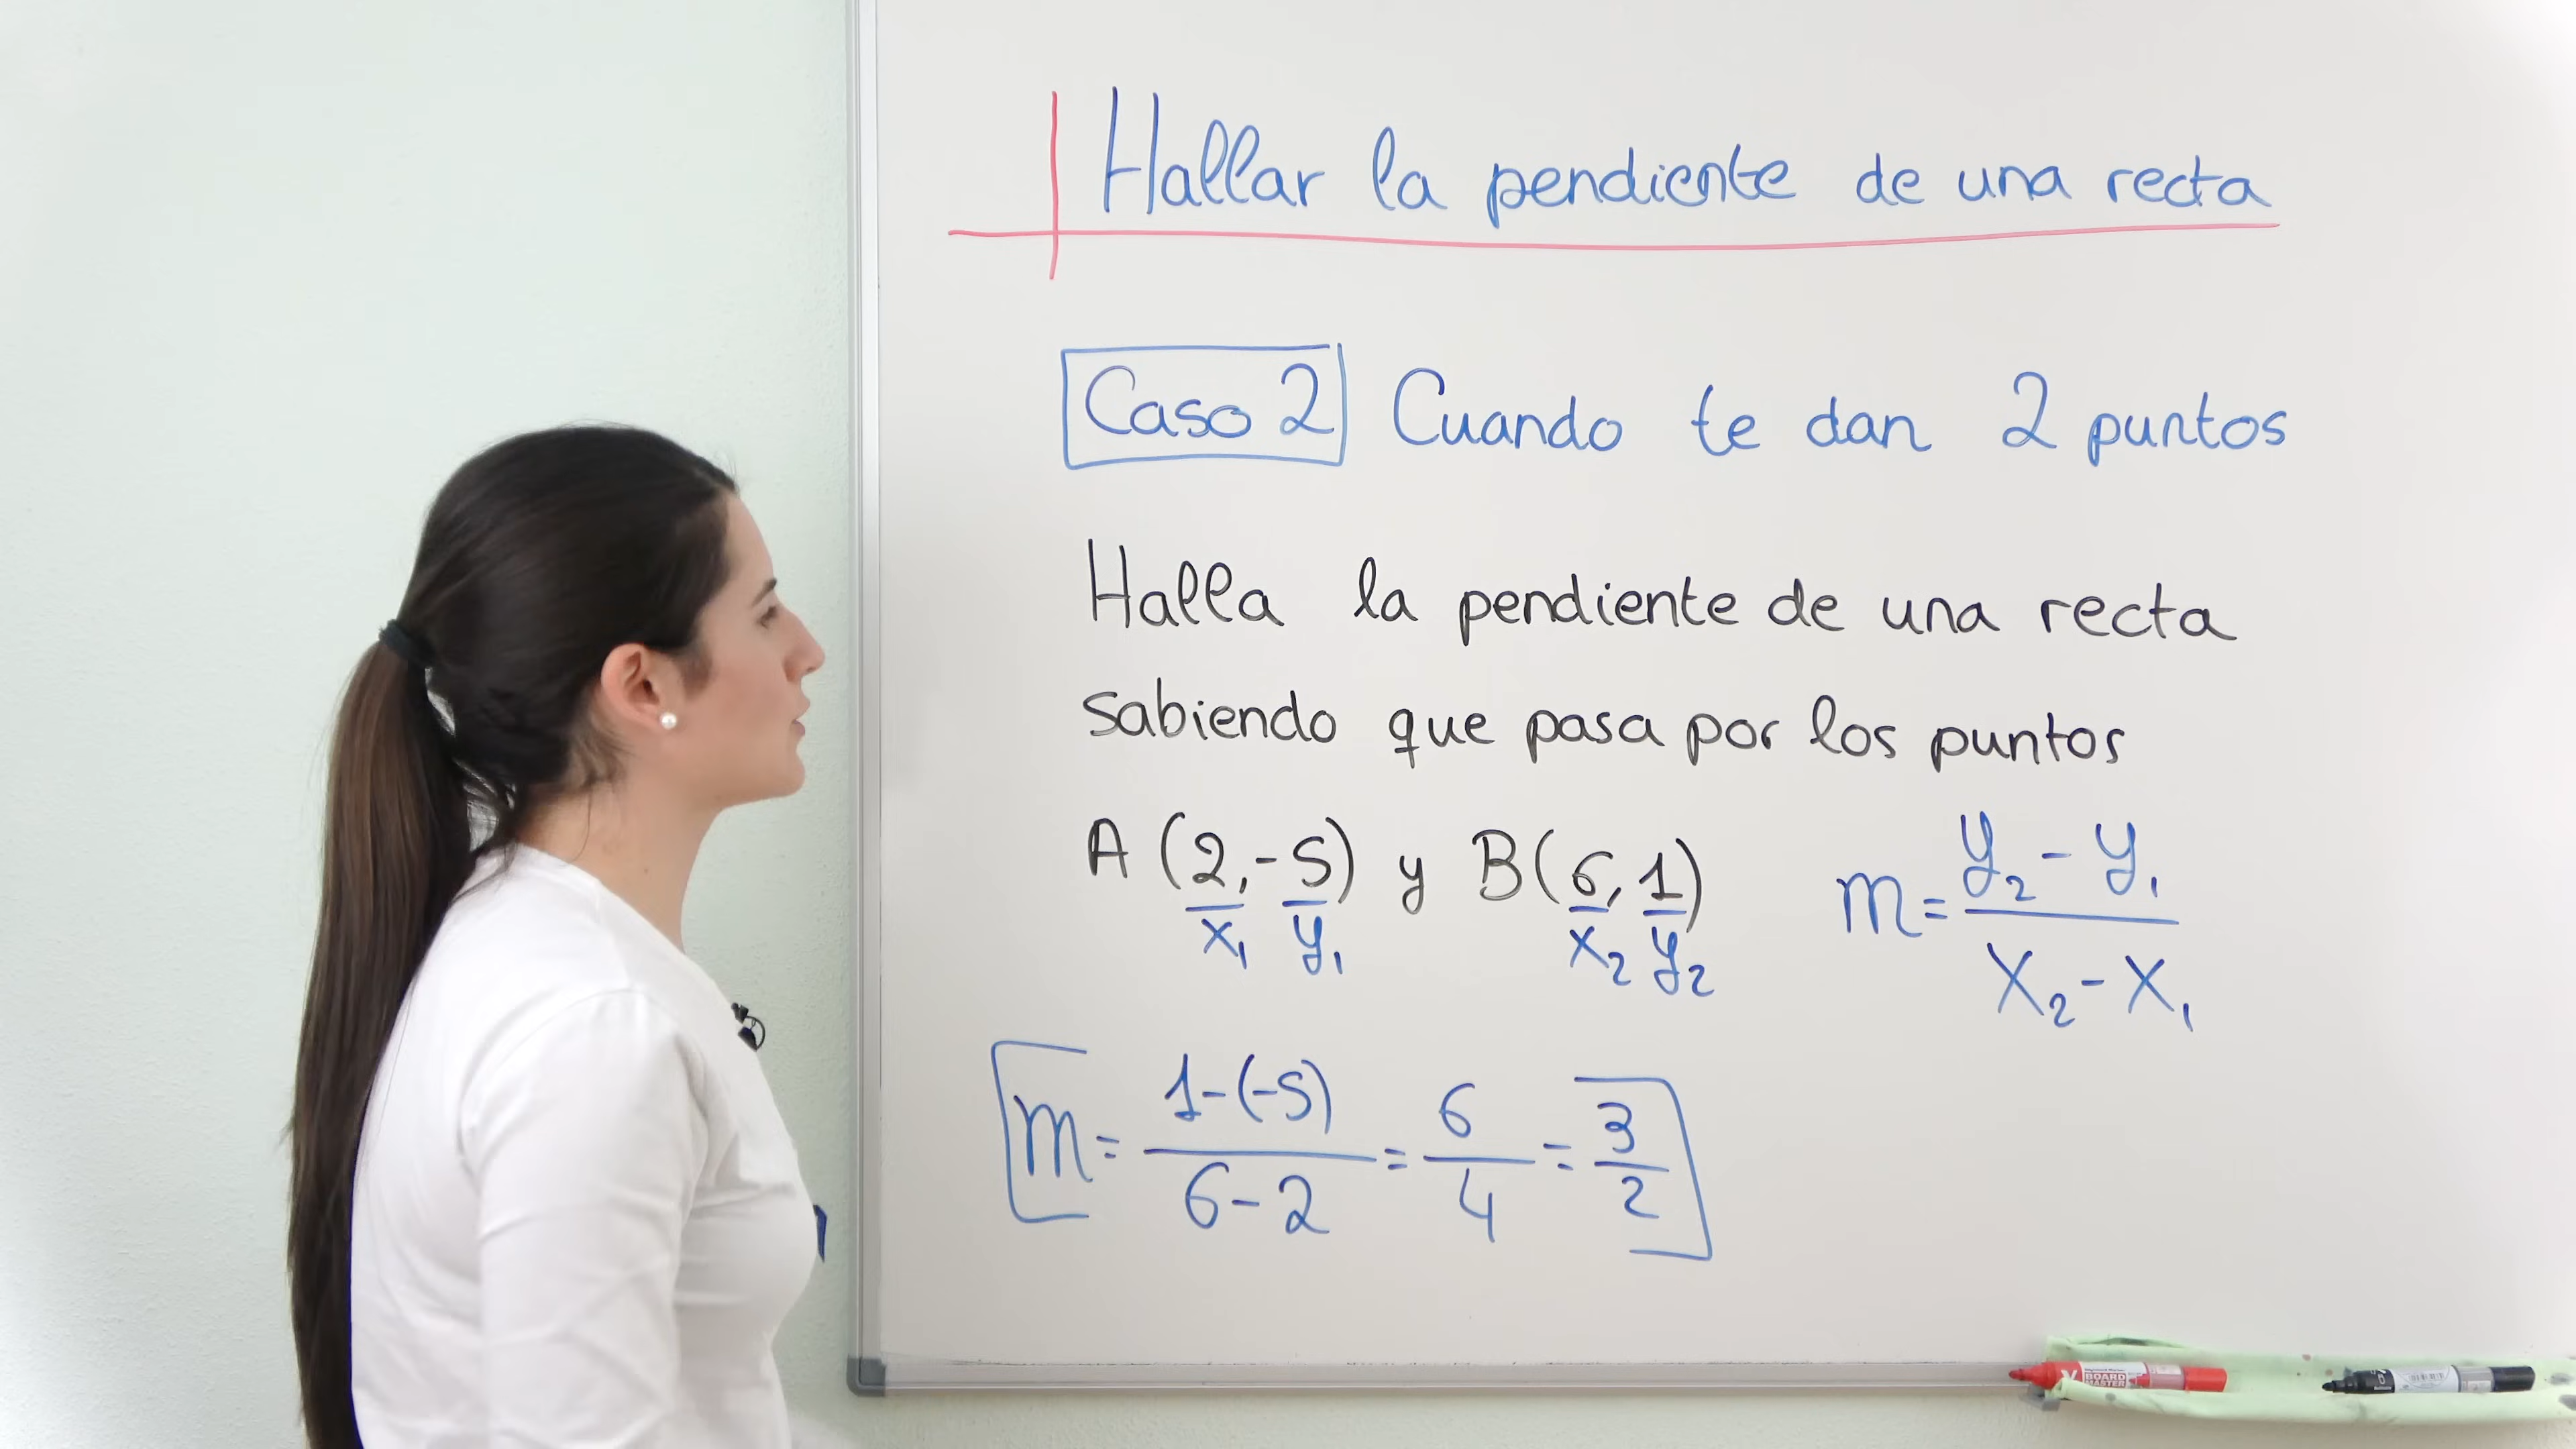 Hallar la pendiente de una recta
Caso 2 Cuando te dan 2 puntos
Halla la pendiente de una recta
sabiendo que pasa por los puntos
A (2,-5) y B(6,1)
x₁ y₁ x₂ y₂
m = y₂ - y₁ / x₂ - x₁
m = 1-(-5) / 6-2 = 6/4 = 3/2
BOARD
MASTER